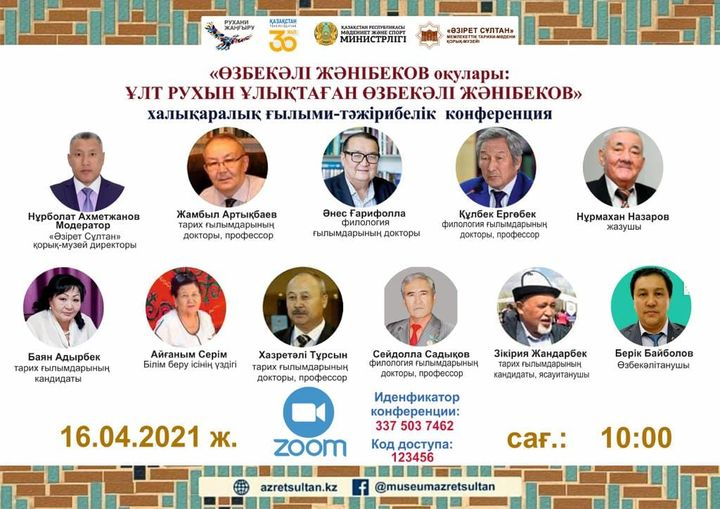 РУХАНИ
ЖАҢҒЫРУ
ҚАЗАҚСТАН
ТӘУЕЛСІЗДІГІНЕ
30 ЖЫЛ
ҚАЗАҚСТАН РЕСПУБЛИКАСЫ
МӘДЕНИЕТ ЖӘНЕ СПОРТ
МИНИСТРЛІГІ
«ӘЗІРЕТ СҰЛТАН»
МЕМЛЕКЕТТІК ТАРИХИ-МӘДЕНИ
ҚОРЫҚ-МУЗЕЙІ
«ӨЗБЕКӘЛІ ЖӘНІБЕКОВ оқулары:
ҰЛТ РУХЫН ҰЛЫҚТАҒАН ӨЗБЕКӘЛІ ЖӘНІБЕКОВ»
халықаралық ғылыми-тәжірибелік конференция
Нұрболат Ахметжанов
Модератор
«Әзірет Сұлтан»
қорық-музей директоры
Жамбыл Артықбаев
тарих ғылымдарының
докторы, профессор
Әнес Ғарифолла
филология
ғылымдарының докторы
Құлбек Ергөбек
филология ғылымдарының
докторы, профессор
Нұрмахан Назаров
жазушы
Баян Адырбек
тарих ғылымдарының
кандидаты
Айғаным Серім
Білім беру ісінің үздігі
Хазретәлі Тұрсын
тарих ғылымдарының
докторы, профессор
Сейдолла Садықов
филология ғылымдарының
докторы, профессор
Зікірия Жандарбек
тарих ғылымдарының
кандидаты, ясауитанушы
Берік Байболов
Өзбекәлітанушы
16.04.2021 ж.
zoom
Иденфикатор
конференции:
337 503 7462
Код доступа:
123456
сағ.: 10:00
azretsultan.kz
@museumazretsultan